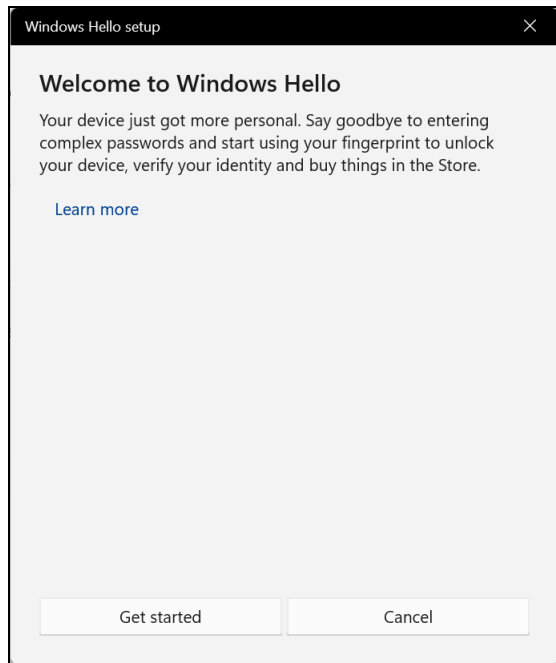 Windows Hello setup
Welcome to Windows Hello
Your device just got more personal. Say goodbye to entering
complex passwords and start using your fingerprint to unlock
your device, verify your identity and buy things in the Store.
Learn more
Get started
Cancel